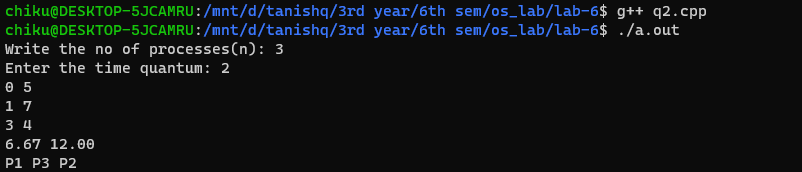 chiku@DESKTOP-5JCAMRU:/mnt/d/tanishq/3rd year/6th sem/os_lab/lab-6$ g++ q2.cpp
chiku@DESKTOP-5JCAMRU:/mnt/d/tanishq/3rd year/6th sem/os_lab/lab-6$ ./a.out
Write the no of processes(n): 3
Enter the time quantum: 2
0 5
1 7
3 4
6.67 12.00
P1 P3 P2